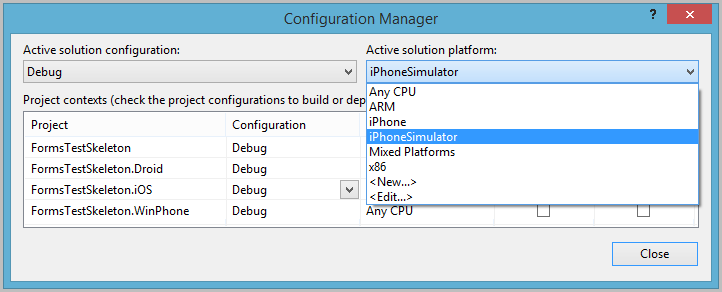 Configuration Manager
?
Active solution configuration:
Active solution platform:
Debug
iPhoneSimulator
Any CPU
ARM
iPhone
iPhoneSimulator
Mixed Platforms
x86
<New...>
<Edit...>
Project contexts (check the project configurations to build or dep
Project
Configuration
FormsTestSkeleton
Debug
FormsTestSkeleton.Droid
Debug
FormsTestSkeleton.iOS
Debug
FormsTestSkeleton.WinPhone
Debug
Any CPU
Close